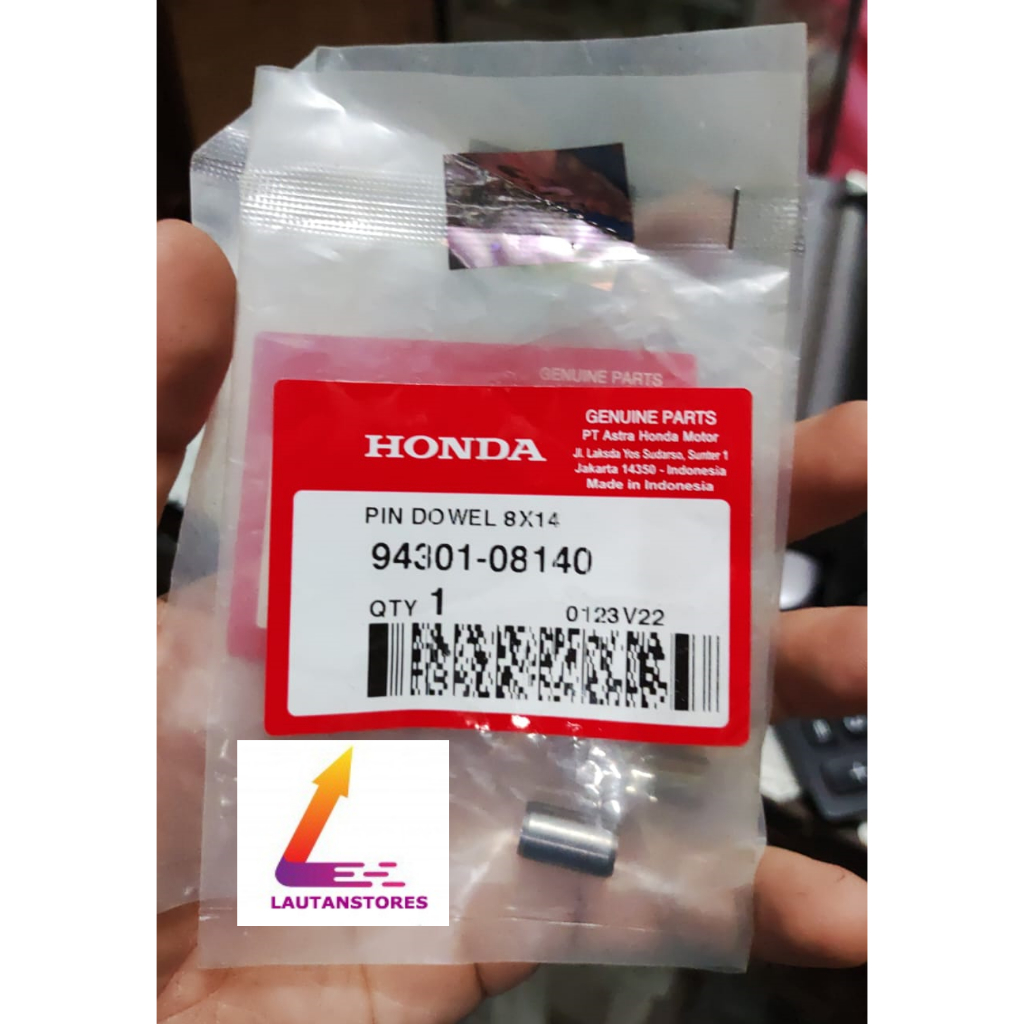 GENUINE PARTS
HONDA
GENUINE PARTS
PT Astra Honda Motor
Jl. Laksda Yos Sudarso, Sunter 1
Jakarta 14350 - Indonesia
Made in Indonesia
PIN DOWEL 8X14
94301-08140
QTY 1
0123V22
LAUTANSTORES